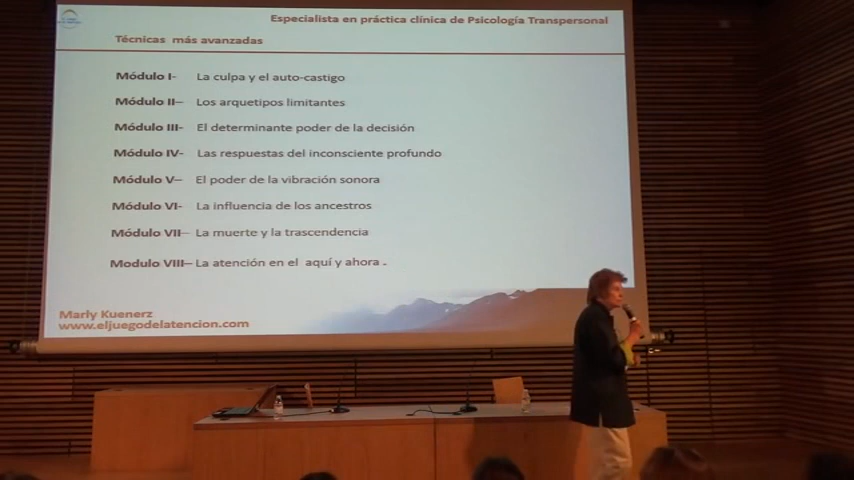 Especialista en práctica clínica de Psicología Transpersonal
Técnicas más avanzadas
Módulo I- La culpa y el auto-castigo
Módulo II– Los arquetipos limitantes
Módulo III- El determinante poder de la decisión
Módulo IV- Las respuestas del inconsciente profundo
Módulo V– El poder de la vibración sonora
Módulo VI- La influencia de los ancestros
Módulo VII– La muerte y la trascendencia
Modulo VIII– La atención en el aquí y ahora .
Marly Kuenerz
www.eljuegodelatencion.com